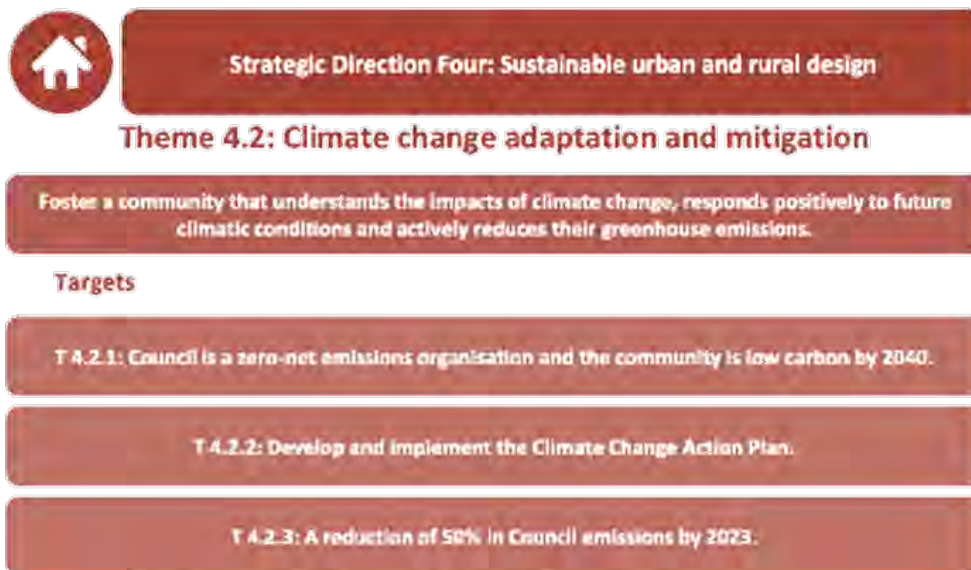 Strategic Direction Four: Sustainable urban and rural design
Theme 4.2: Climate change adaptation and mitigation
Foster a community that understands the impacts of climate change, responds positively to future
climatic conditions and actively reduces their greenhouse emissions.
Targets
T 4.2.1: Council is a zero-net emissions organisation and the community is low carbon by 2040.
T 4.2.2: Develop and implement the Climate Change Action Plan.
T 4.2.3: A reduction of 50% in Council emissions by 2023.